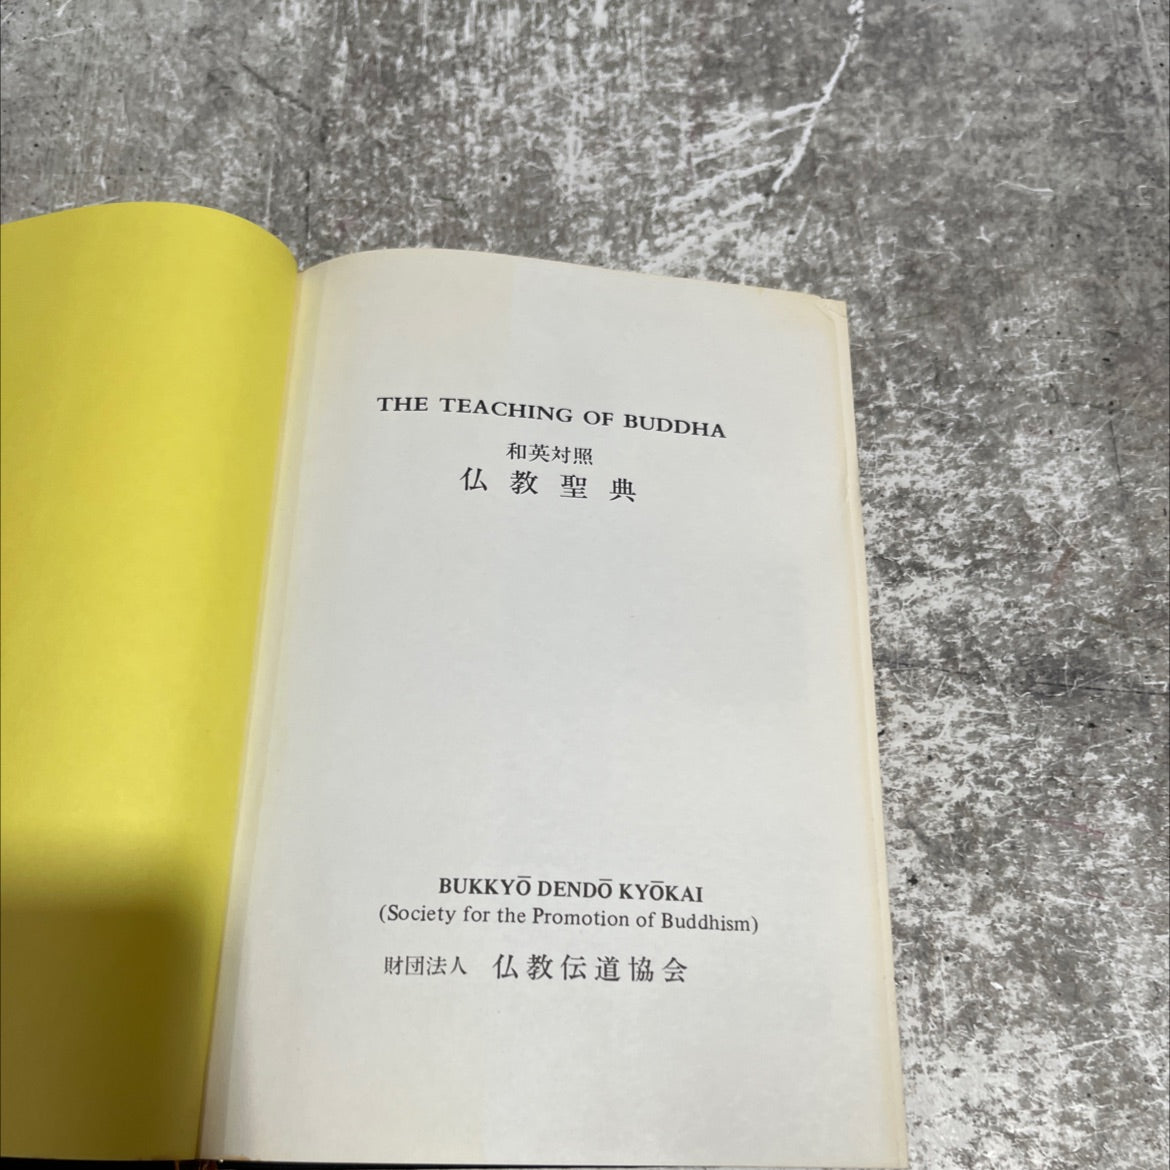 THE TEACHING OF BUDDHA
和英対照
仏教聖典
BUKKYŌ DENDŌ KYŌKAI
(Society for the Promotion of Buddhism)
財団法人 仏教伝道協会